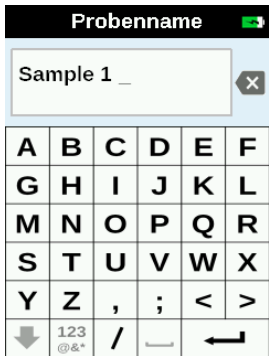 Probenname
Sample 1 _
A B C D E F
G H I J K L
M N O P Q R
S T U V W X
Y Z , ; < >
123 /
@&*